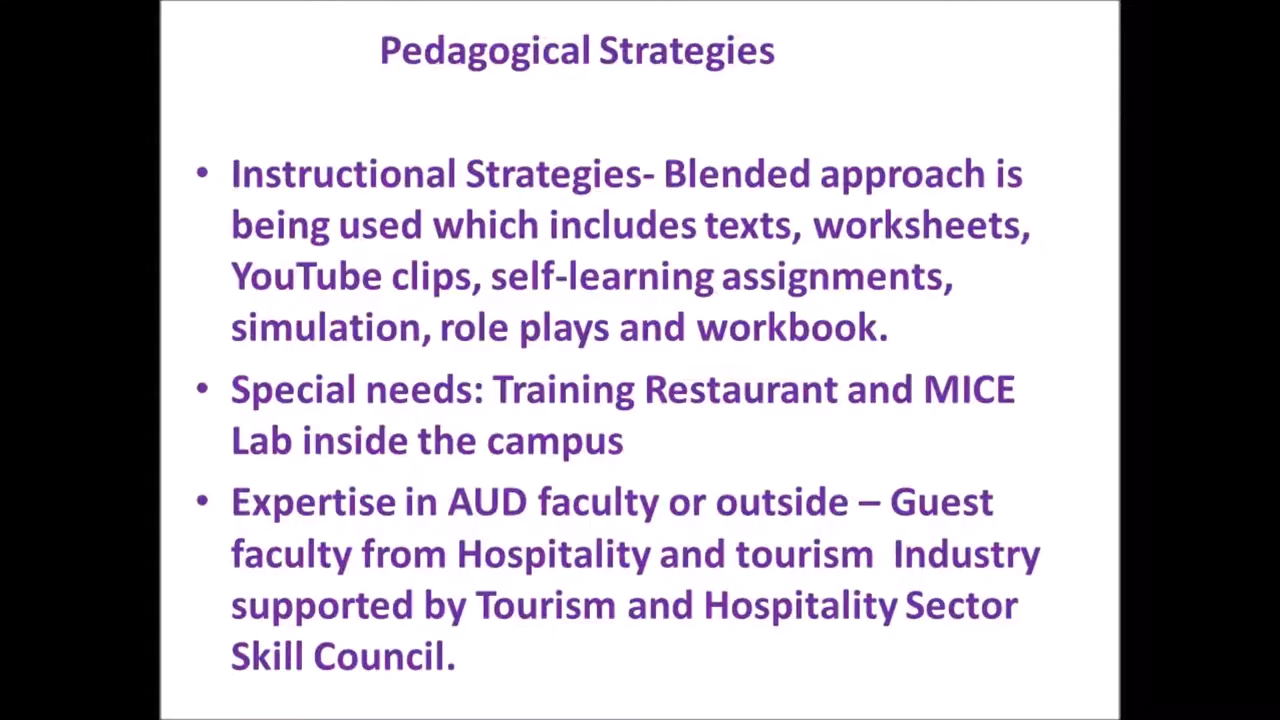 Pedagogical Strategies
• Instructional Strategies- Blended approach is
being used which includes texts, worksheets,
YouTube clips, self-learning assignments,
simulation, role plays and workbook.
• Special needs: Training Restaurant and MICE
Lab inside the campus
• Expertise in AUD faculty or outside – Guest
faculty from Hospitality and tourism  Industry
supported by Tourism and Hospitality Sector
Skill Council.